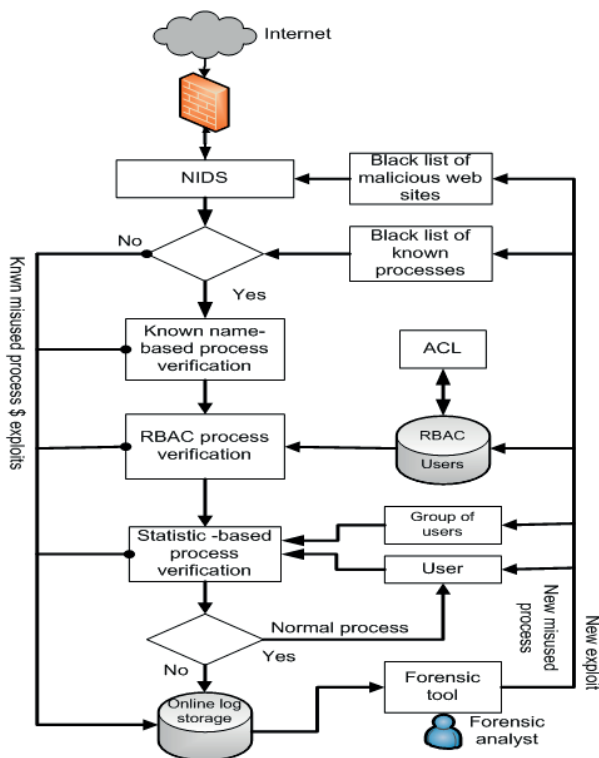 Internet
NIDS
Black list of
malicious web
sites
No
Black list of
known
processes
Yes
Known name-
based process
verification
ACL
Knwn misused process $ exploits
RBAC process
verification
RBAC
Users
Statistic -based
process
verification
Group of
users
User
Normal process
Yes
No
New misused
process
New exploit
Online log
storage
Forensic
tool
Forensic
analyst